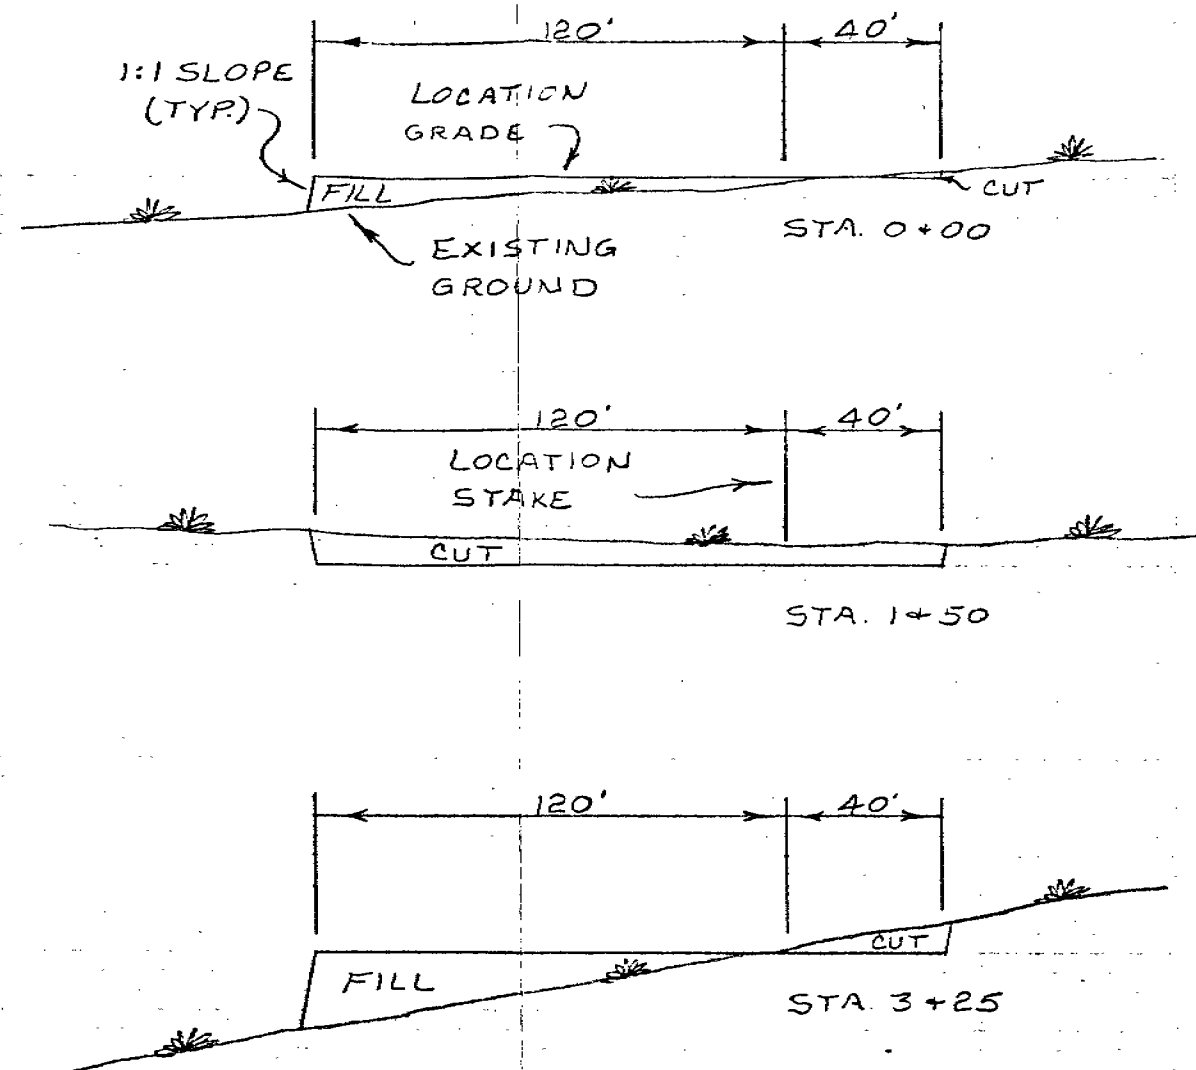 120'
40'
1:1 SLOPE
(TYP.)
LOCATION
GRADE
FILL
CUT
STA. 0+00
EXISTING
GROUND
120'
40'
LOCATION
STAKE
CUT
STA. 1+50
120'
40'
CUT
FILL
STA. 3+25